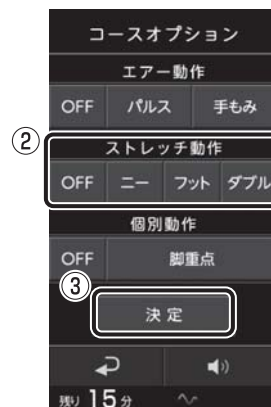 コースオプション
エアー動作
OFF パルス 手もみ
②
ストレッチ動作
OFF ニー フット ダブル
個別動作
OFF 脚重点
③
決定
残り 15 分